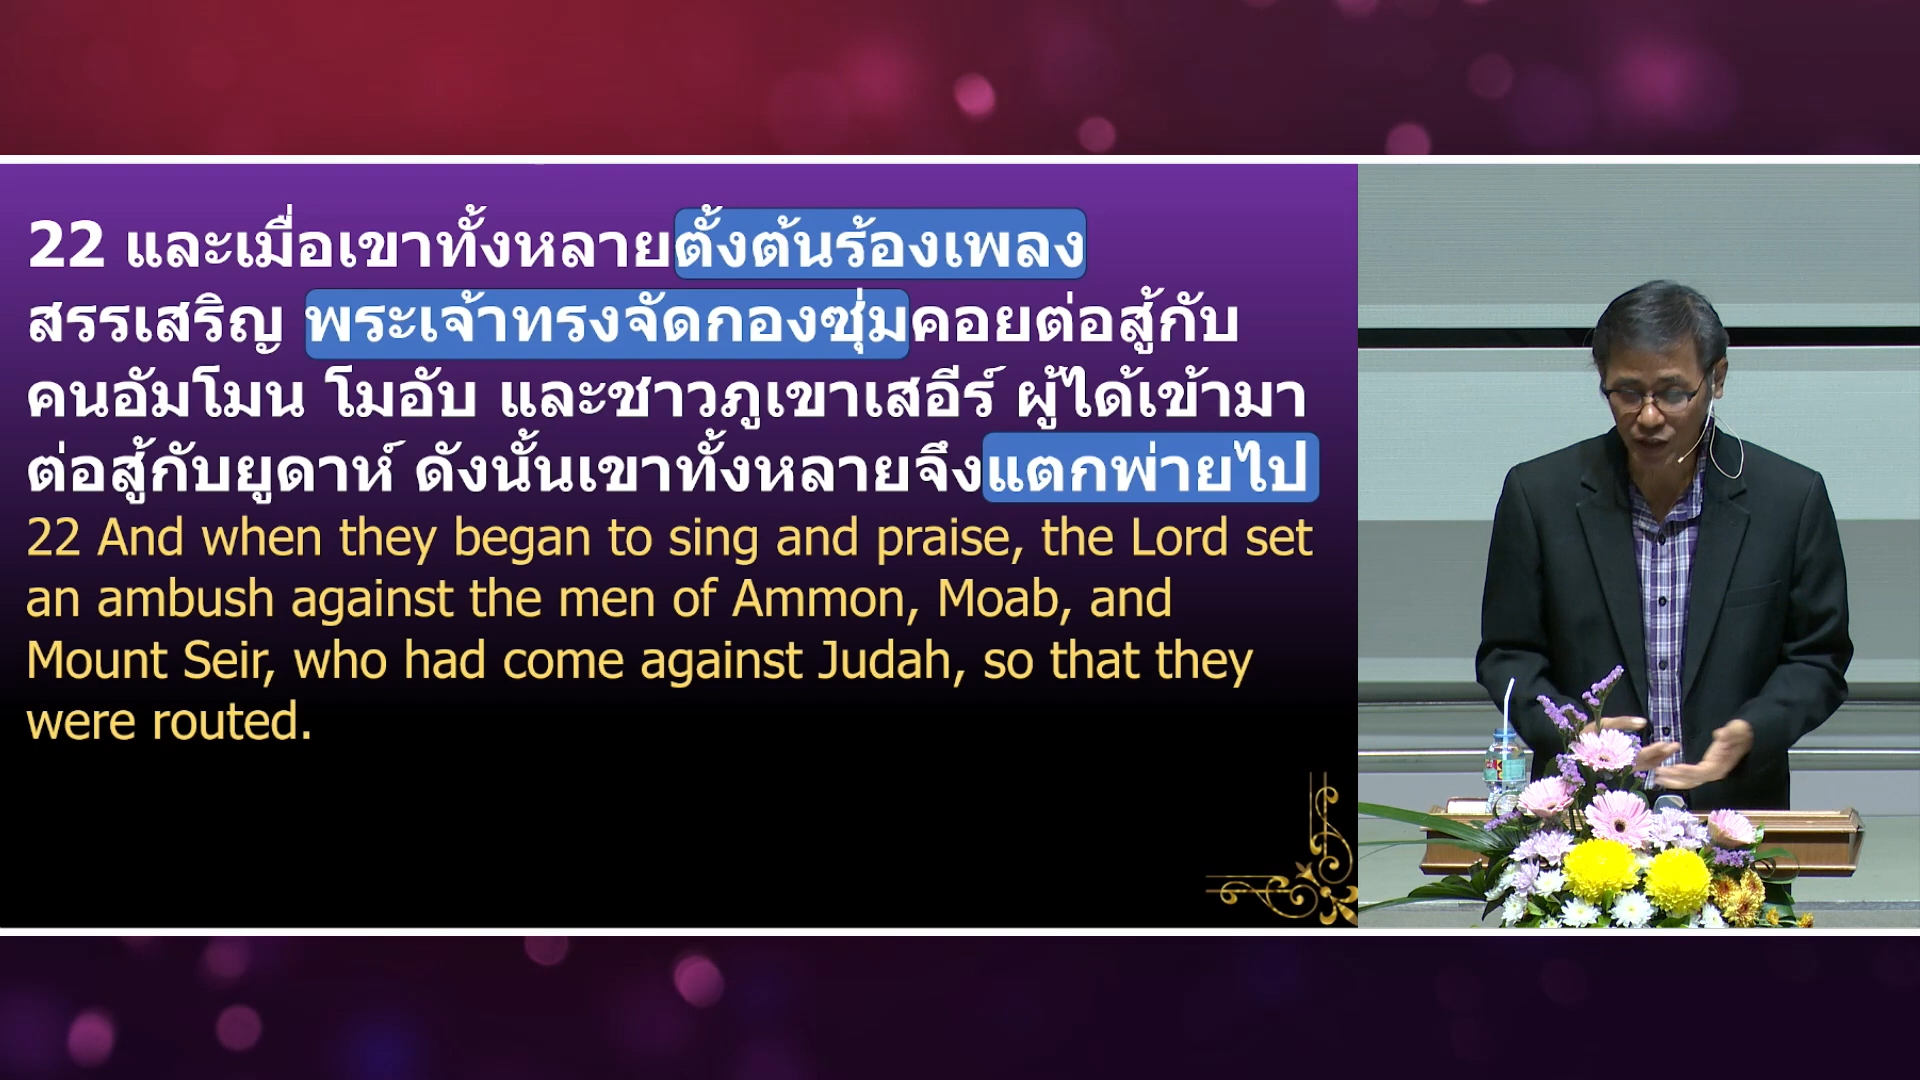 22 และเมื่อเขาทั้งหลายตั้งต้นร้องเพลง
สรรเสริญ พระเจ้าทรงจัดกองซุ่มคอยต่อสู้กับ
คนอัมโมน โมอับ และชาวภูเขาเสอีร์ ผู้ได้เข้ามา
ต่อสู้กับยูดาห์ ดังนั้นเขาทั้งหลายจึงแตกพ่ายไป
22 And when they began to sing and praise, the Lord set
an ambush against the men of Ammon, Moab, and
Mount Seir, who had come against Judah, so that they
were routed.